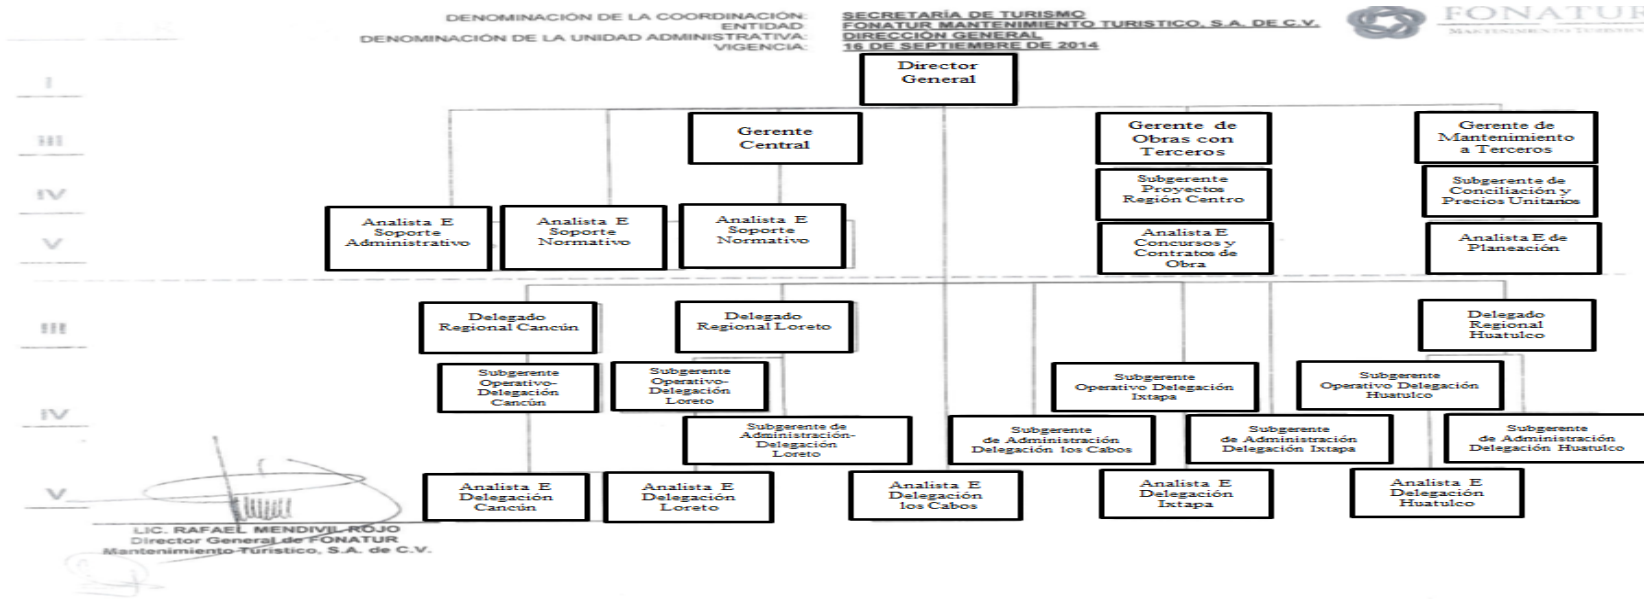 DENOMINACIÓN DE LA COORDINACIÓN: SECRETARÍA DE TURISMO
ENTIDAD: FONATUR MANTENIMIENTO TURISTICO, S.A. DE C.V.
DENOMINACIÓN DE LA UNIDAD ADMINISTRATIVA: DIRECCIÓN GENERAL
VIGENCIA: 16 DE SEPTIEMBRE DE 2014
FONATUR
MANTENIMIENTO TURÍSTICO
I
Director
General
III
Gerente
Central
Gerente de
Obras con
Terceros
Gerente de
Mantenimiento
a Terceros
IV
Subgerente
Proyectos
Región Centro
Subgerente de
Conciliación y
Precios Unitarios
V
Analista E
Soporte
Administrativo
Analista E
Soporte
Normativo
Analista E
Soporte
Normativo
Analista E
Concursos y
Contratos de
Obra
Analista E de
Planeación
III
Delegado
Regional Cancún
Delegado
Regional Loreto
Delegado
Regional
Huatulco
IV
Subgerente
Operativo-
Delegación
Cancún
Subgerente
Operativo-
Delegación
Loreto
Subgerente
Operativo Delegación
Ixtapa
Subgerente
Operativo Delegación
Huatulco
Subgerente de
Administración-
Delegación
Loreto
Subgerente
de Administración
Delegación los Cabos
Subgerente
de Administración
Delegación Ixtapa
Subgerente
de Administración
Delegación Huatulco
V
Analista E
Delegación
Cancún
Analista E
Delegación
Loreto
Analista E
Delegación
los Cabos
Analista E
Delegación
Ixtapa
Analista E
Delegación
Huatulco
LIC. RAFAEL MENDIVIL ROJO
Director General de FONATUR
Mantenimiento Turístico, S.A. de C.V.